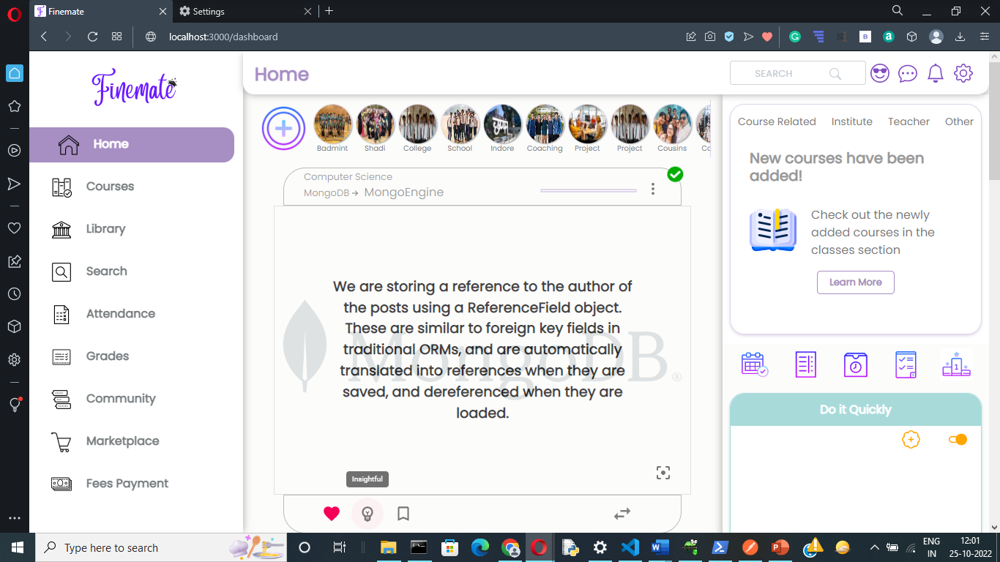 Finemate
Settings
localhost:3000/dashboard
Finemate
Home
SEARCH
Home
Courses
Library
Search
Attendance
Grades
Community
Marketplace
Fees Payment
Badmint
Shadi
College
School
Indore
Coaching
Project
Project
Cousins
Computer Science
MongoDB → MongoEngine
MongoDB®
We are storing a reference to the author of
the posts using a ReferenceField object.
These are similar to foreign key fields in
traditional ORMs, and are automatically
translated into references when they are
saved, and dereferenced when they are
loaded.
Insightful
Course Related Institute Teacher Other
New courses have been
added!
Check out the newly
added courses in the
classes section
Learn More
Do it Quickly
Type here to search
ENG
IN
12:01
25-10-2022